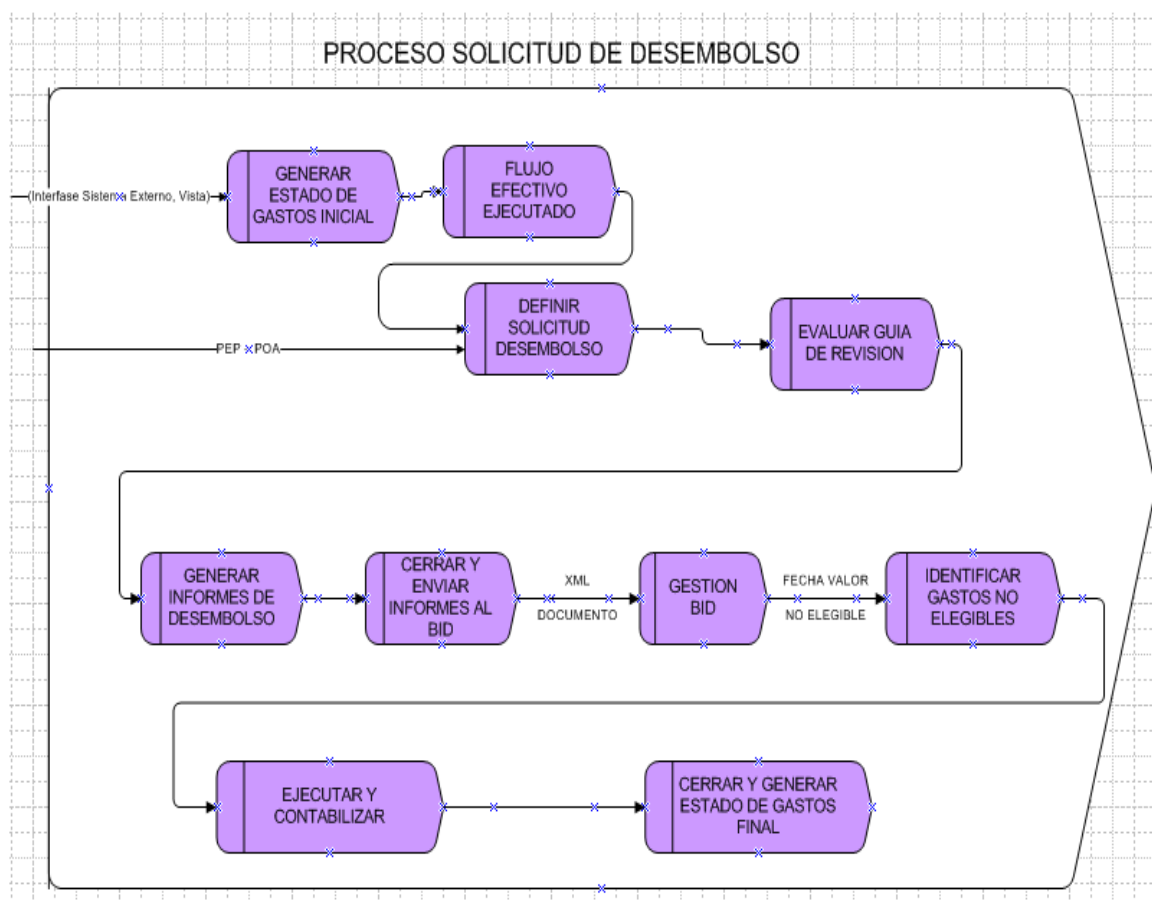 PROCESO SOLICITUD DE DESEMBOLSO
GENERAR
ESTADO DE
GASTOS INICIAL
FLUJO
EFECTIVO
EJECUTADO
(Interfase Sistema Externo, Vista)
DEFINIR
SOLICITUD
DESEMBOLSO
EVALUAR GUIA
DE REVISION
PEP POA
GENERAR
INFORMES DE
DESEMBOLSO
CERRAR Y
ENVIAR
INFORMES AL
BID
XML
DOCUMENTO
GESTION
BID
FECHA VALOR
NO ELEGIBLE
IDENTIFICAR
GASTOS NO
ELEGIBLES
EJECUTAR Y
CONTABILIZAR
CERRAR Y GENERAR
ESTADO DE GASTOS
FINAL